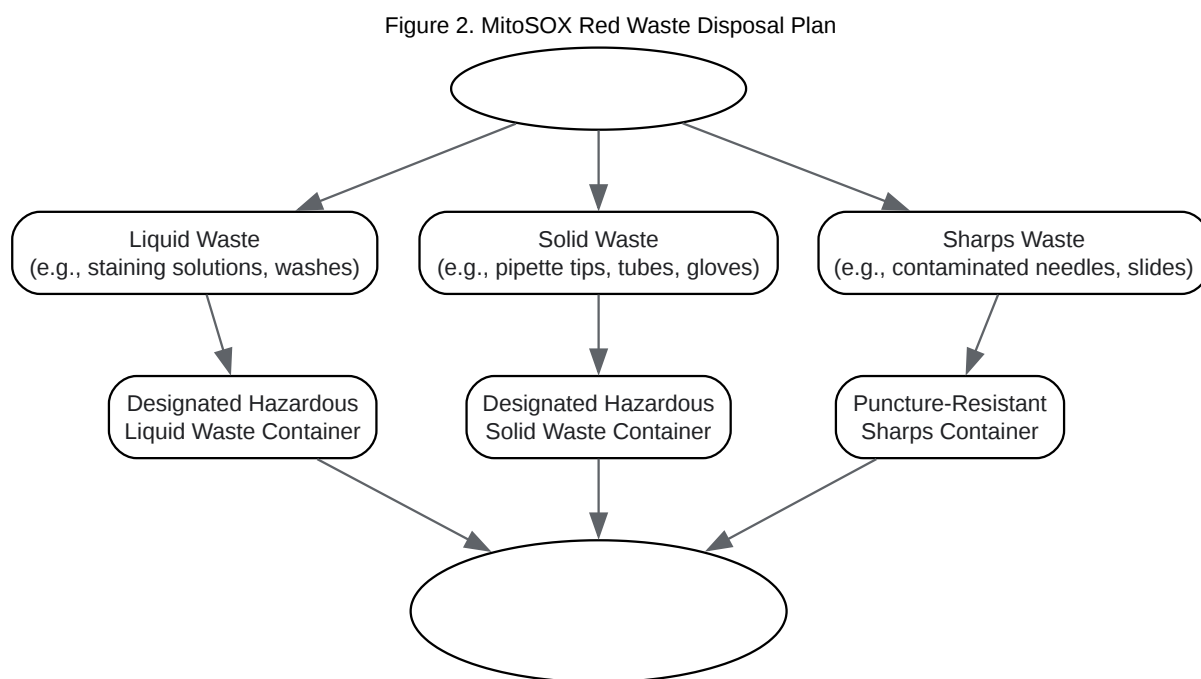 Figure 2. MitoSOX Red Waste Disposal Plan
Liquid Waste
(e.g., staining solutions, washes)
Solid Waste
(e.g., pipette tips, tubes, gloves)
Sharps Waste
(e.g., contaminated needles, slides)
Designated Hazardous
Liquid Waste Container
Designated Hazardous
Solid Waste Container
Puncture-Resistant
Sharps Container